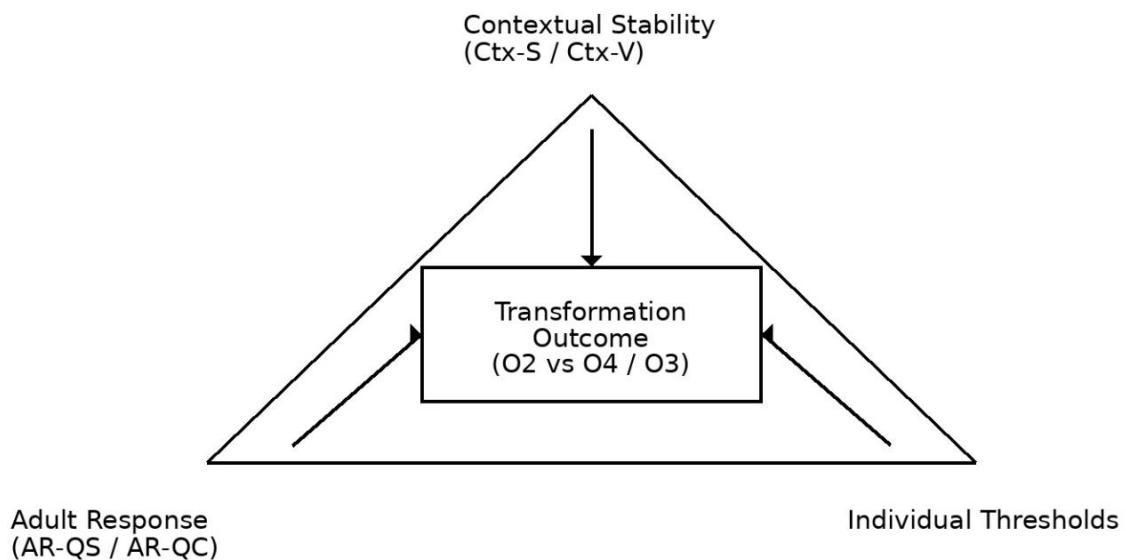 Contextual Stability
(Ctx-S / Ctx-V)
Transformation
Outcome
(O2 vs O4 / O3)
Adult Response
(AR-QS / AR-QC)
Individual Thresholds